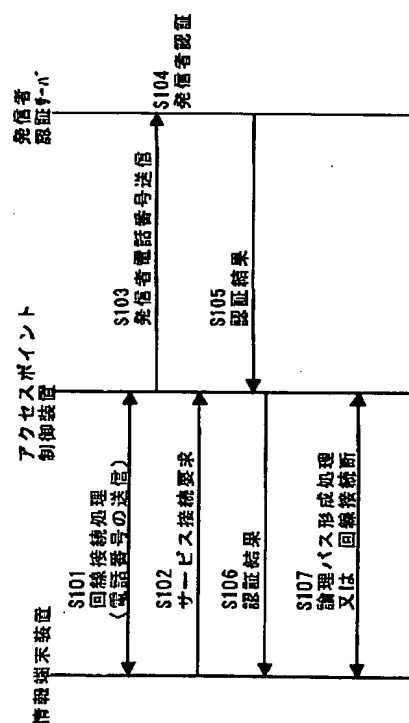 情報端末装置
アクセスポイント
制御装置
発信者
認証サーバ
S101
回線接続処理
(電話番号の送信)
S102
サービス接続要求
S103
発信者電話番号送信
S104
発信者認証
S105
認証結果
S106
認証結果
S107
論理パス形成処理
又は 回線接続断